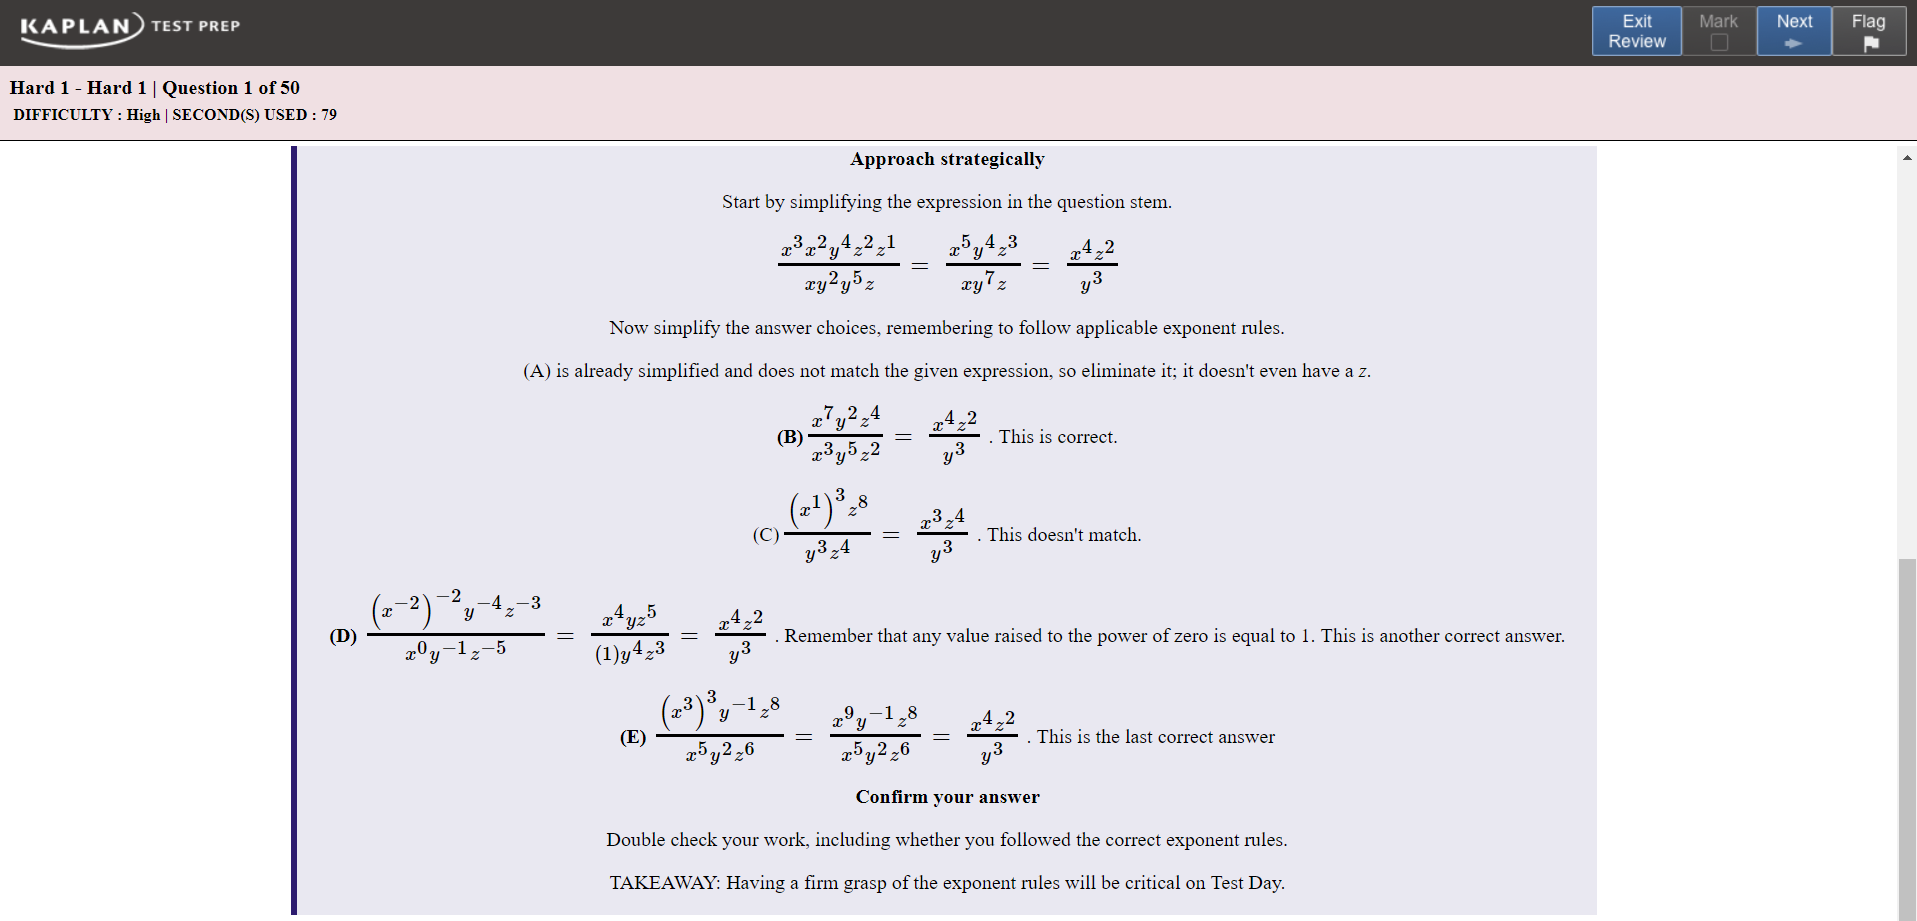 KAPLAN TEST PREP
Exit Review
Mark
Next
Flag
Hard 1 - Hard 1 | Question 1 of 50
DIFFICULTY : High | SECOND(S) USED : 79
Approach strategically
Start by simplifying the expression in the question stem.
\frac{x^3x^2y^4z^2z^1}{xy^2y^5z} = \frac{x^5y^4z^3}{xy^7z} = \frac{x^4z^2}{y^3}
Now simplify the answer choices, remembering to follow applicable exponent rules.
(A) is already simplified and does not match the given expression, so eliminate it; it doesn't even have a z.
(B) \frac{x^7y^2z^4}{x^3y^5z^2} = \frac{x^4z^2}{y^3}. This is correct.
(C) \frac{(x^1)^3z^8}{y^3z^4} = \frac{x^3z^4}{y^3}. This doesn't match.
(D) \frac{(x^{-2})^{-2}y^{-4}z^{-3}}{x^0y^{-1}z^{-5}} = \frac{x^4yz^5}{(1)y^4z^3} = \frac{x^4z^2}{y^3}. Remember that any value raised to the power of zero is equal to 1. This is another correct answer.
(E) \frac{(x^3)^3y^{-1}z^8}{x^5y^2z^6} = \frac{x^9y^{-1}z^8}{x^5y^2z^6} = \frac{x^4z^2}{y^3}. This is the last correct answer
Confirm your answer
Double check your work, including whether you followed the correct exponent rules.
TAKEAWAY: Having a firm grasp of the exponent rules will be critical on Test Day.